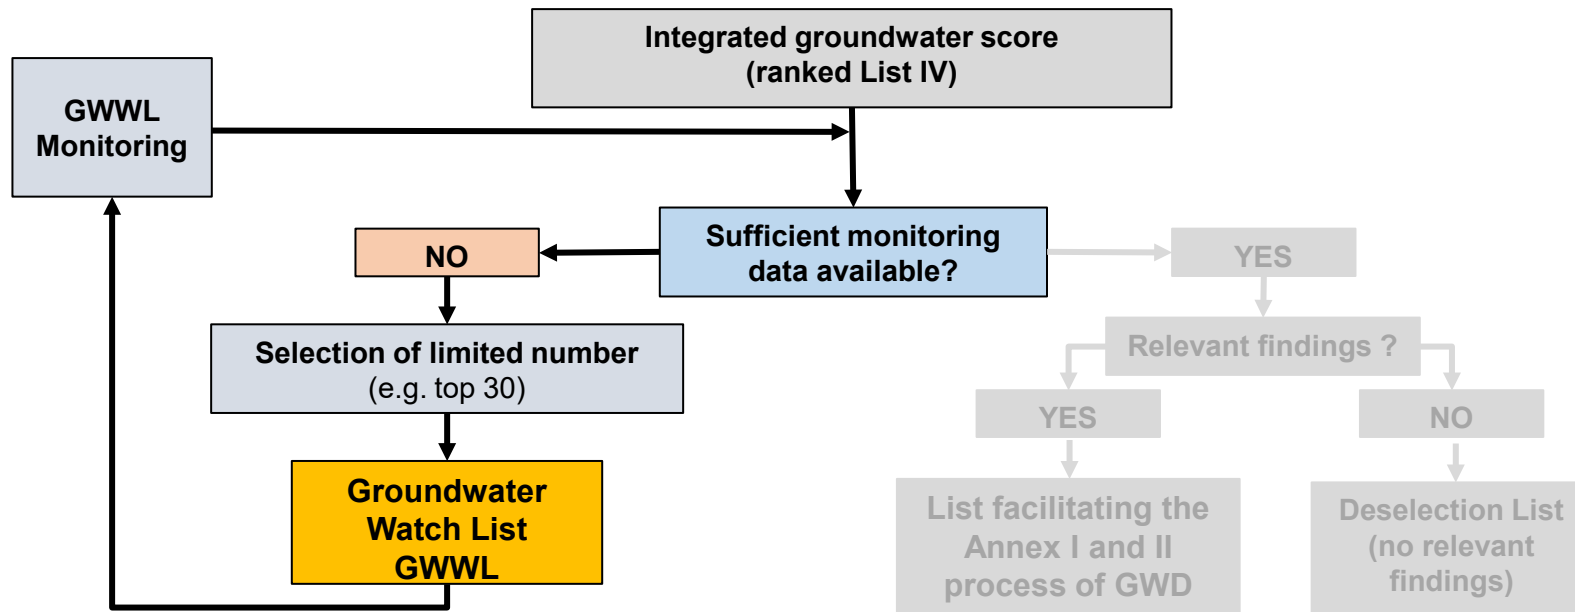 Integrated groundwater score
(ranked List IV)
GWWL
Monitoring
Sufficient monitoring
data available?
NO
YES
Selection of limited number
(e.g. top 30)
Relevant findings ?
YES
NO
Groundwater
Watch List
GWWL
List facilitating the
Annex I and II
process of GWD
Deselection List
(no relevant
findings)